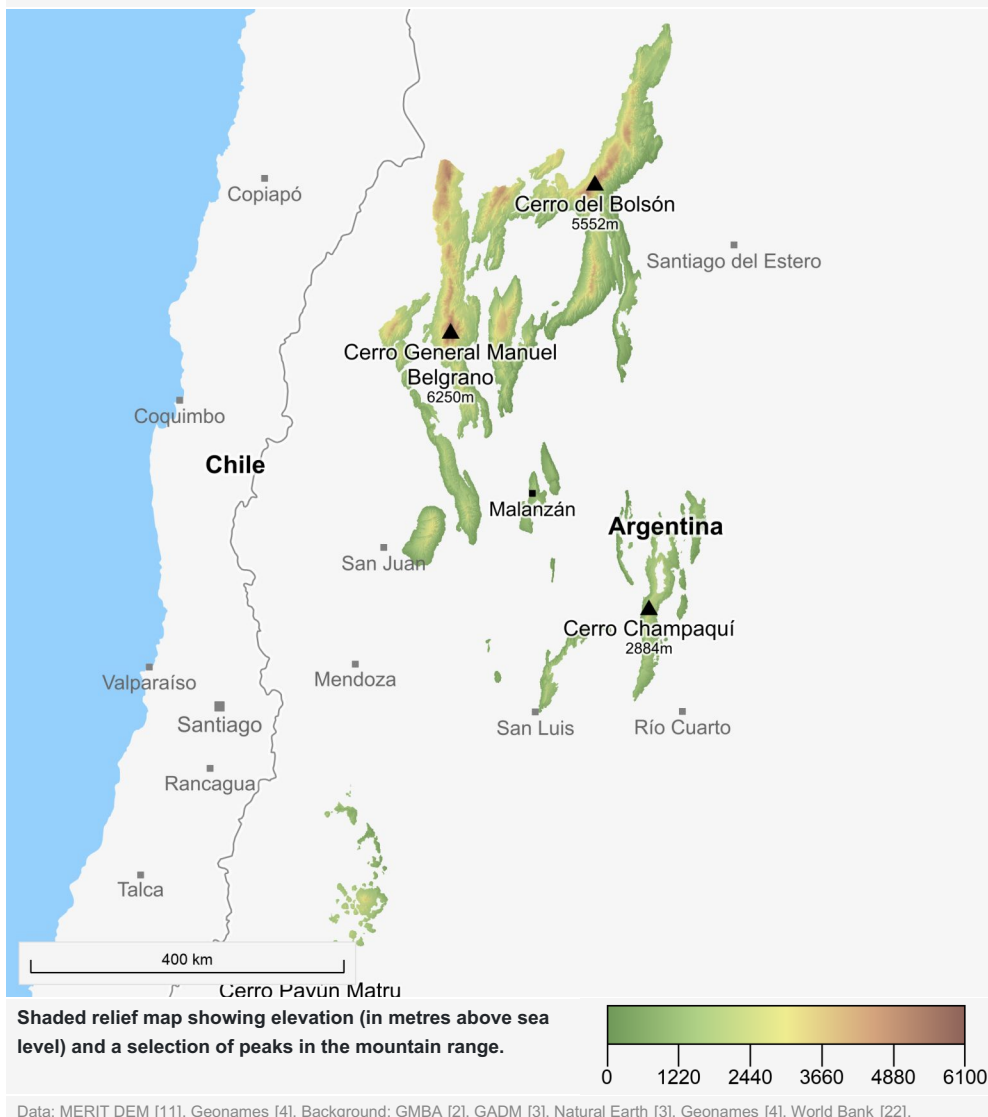 Copiapó
Cerro del Bolsón
5552m
Santiago del Estero
Cerro General Manuel
Belgrano
6250m
Coquimbo
Chile
Malanzán
Argentina
San Juan
Cerro Champaquí
2884m
Valparaíso
Mendoza
Santiago
San Luis
Río Cuarto
Rancagua
Talca
400 km
Cerro Payun Matru
Shaded relief map showing elevation (in metres above sea
level) and a selection of peaks in the mountain range.
0 1220 2440 3660 4880 6100
Data: MERIT DEM [11], Geonames [4]. Background: GMBA [2], GADM [3], Natural Earth [3], Geonames [4], World Bank [22].